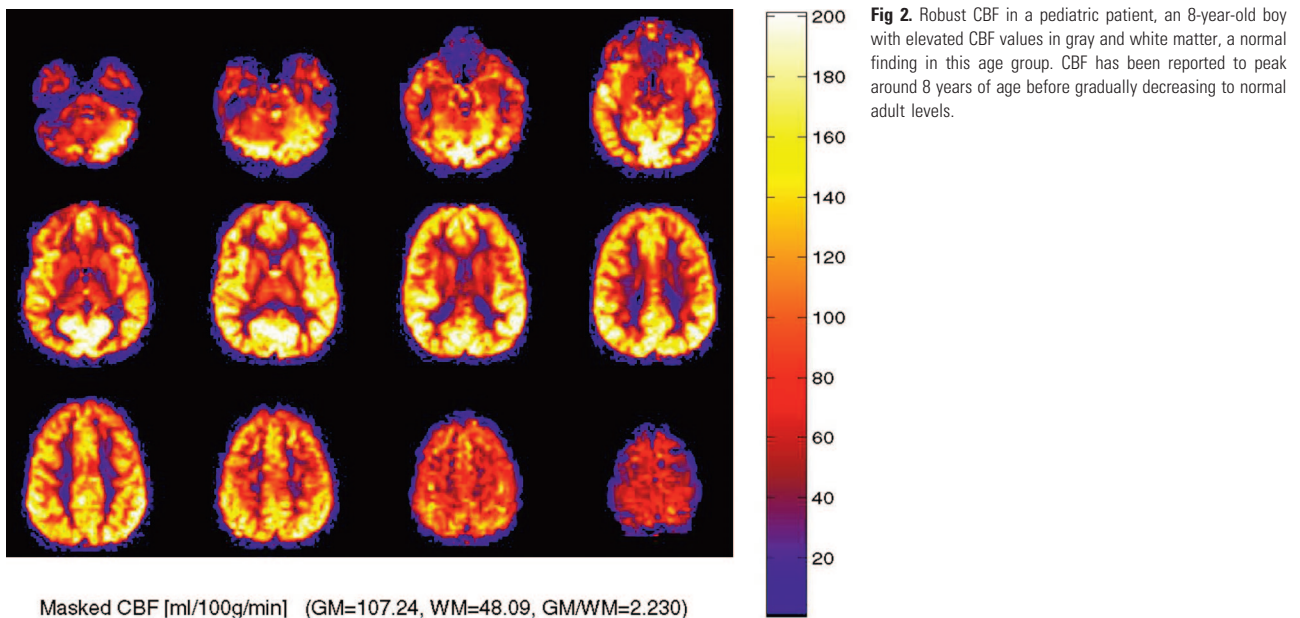 200
180
160
140
120
100
80
60
40
20
Masked CBF [ml/100g/min] (GM=107.24, WM=48.09, GM/WM=2.230)
Fig 2. Robust CBF in a pediatric patient, an 8-year-old boy
with elevated CBF values in gray and white matter, a normal
finding in this age group. CBF has been reported to peak
around 8 years of age before gradually decreasing to normal
adult levels.